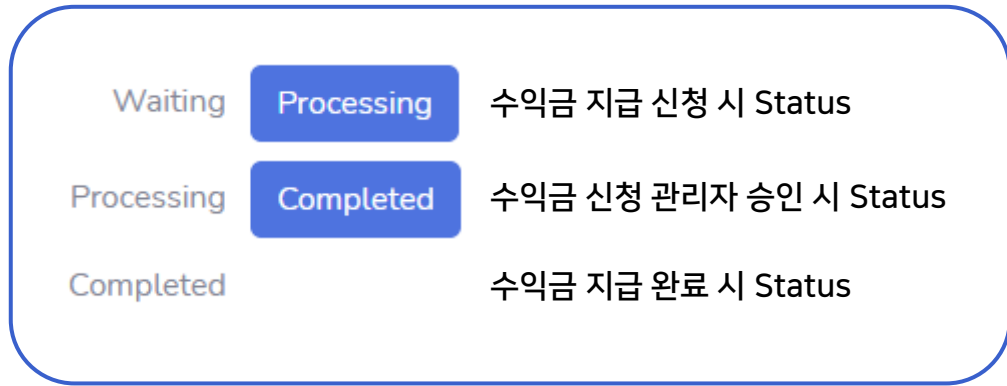 Waiting Processing 수익금 지급 신청 시 Status
Processing Completed 수익금 신청 관리자 승인 시 Status
Completed 수익금 지급 완료 시 Status